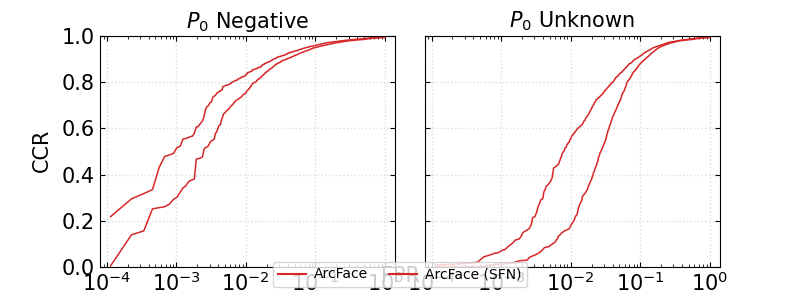 P₀ Negative
P₀ Unknown
CCR
1.0
0.8
0.6
0.4
0.2
0.0
10⁻⁴ 10⁻³ 10⁻² 10⁻¹
10⁻² 10⁻¹ 10⁰
ArcFace ArcFace (SFN)